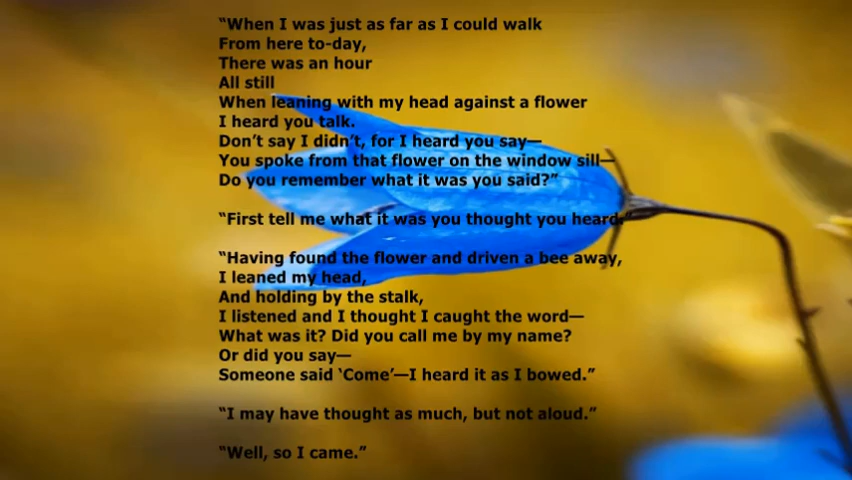 “When I was just as far as I could walk
From here to-day,
There was an hour
All still
When leaning with my head against a flower
I heard you talk.
Don’t say I didn’t, for I heard you say—
You spoke from that flower on the window sill—
Do you remember what it was you said?”
“First tell me what it was you thought you heard.”
“Having found the flower and driven a bee away,
I leaned my head,
And holding by the stalk,
I listened and I thought I caught the word—
What was it? Did you call me by my name?
Or did you say—
Someone said ‘Come’—I heard it as I bowed.”
“I may have thought as much, but not aloud.”
“Well, so I came.”